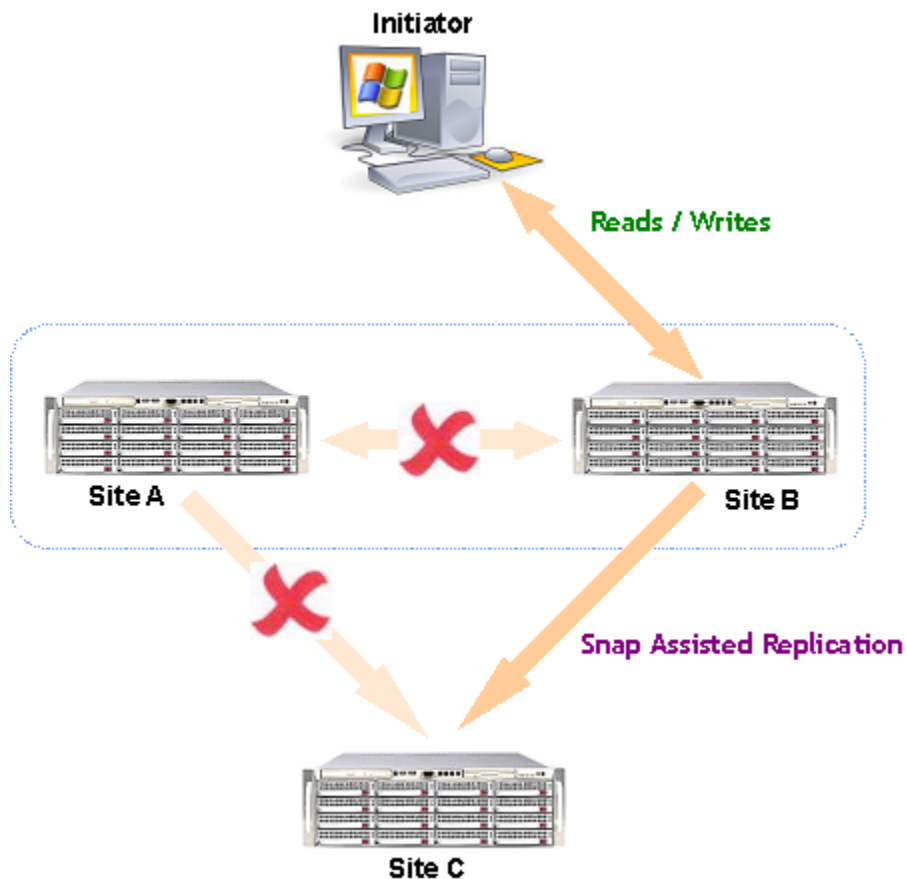 Initiator
Reads / Writes
Site A
Site B
Snap Assisted Replication
Site C